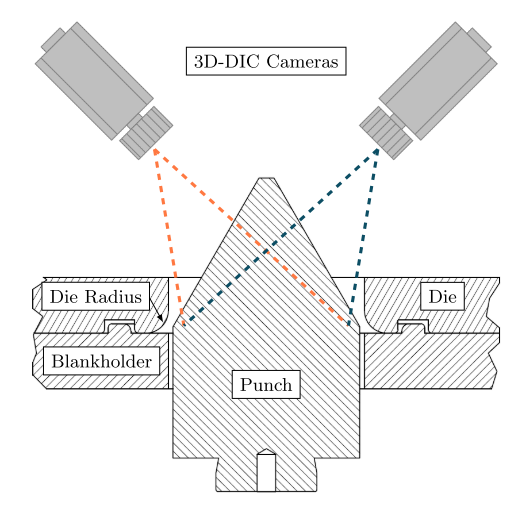 3D-DIC Cameras
Die Radius
Die
Blankholder
Punch